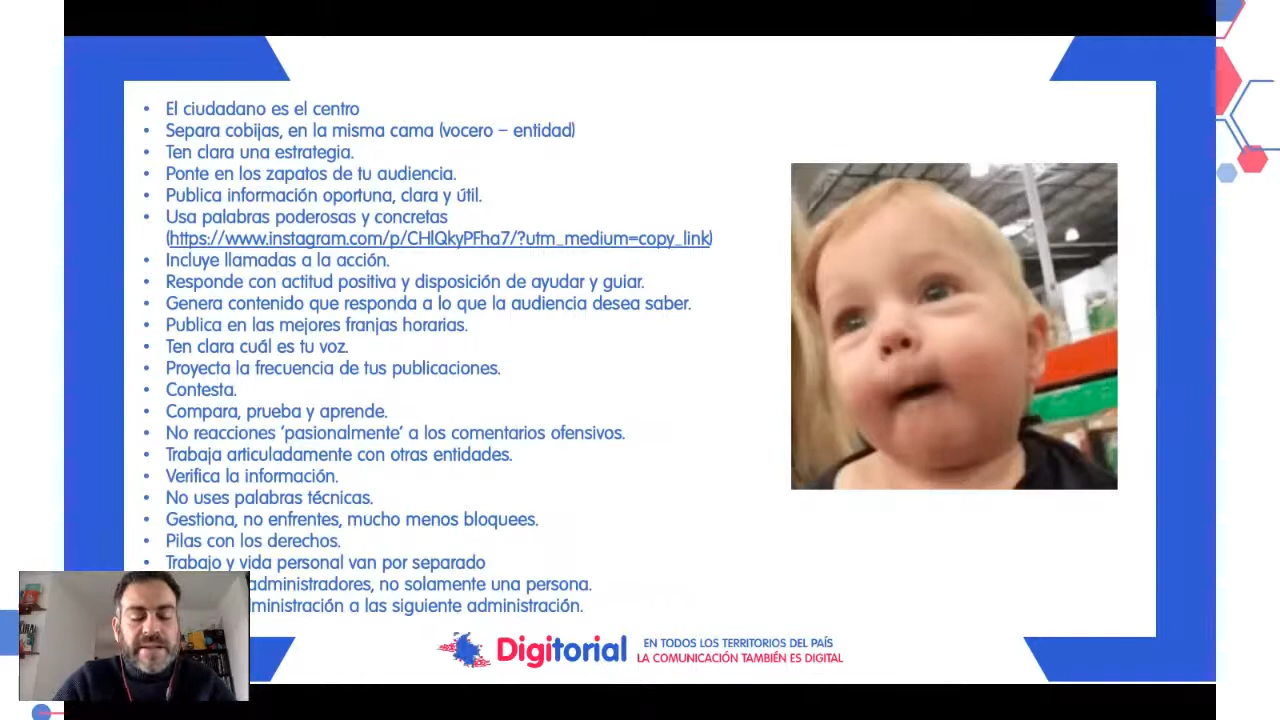 • El ciudadano es el centro
• Separa cobijas, en la misma cama (vocero – entidad)
• Ten clara una estrategia.
• Ponte en los zapatos de tu audiencia.
• Publica información oportuna, clara y útil.
• Usa palabras poderosas y concretas
(https://www.instagram.com/p/CHlQkyPFha7/?utm_medium=copy_link)
• Incluye llamadas a la acción.
• Responde con actitud positiva y disposición de ayudar y guiar.
• Genera contenido que responda a lo que la audiencia desea saber.
• Publica en las mejores franjas horarias.
• Ten clara cuál es tu voz.
• Proyecta la frecuencia de tus publicaciones.
• Contesta.
• Compara, prueba y aprende.
• No reacciones ‘pasionalmente’ a los comentarios ofensivos.
• Trabaja articuladamente con otras entidades.
• Verifica la información.
• No uses palabras técnicas.
• Gestiona, no enfrentes, mucho menos bloquees.
• Pilas con los derechos.
• Trabajo y vida personal van por separado
administradores, no solamente una persona.
a las siguiente administración.
Digitorial
EN TODOS LOS TERRITORIOS DEL PAÍS
LA COMUNICACIÓN TAMBIÉN ES DIGITAL